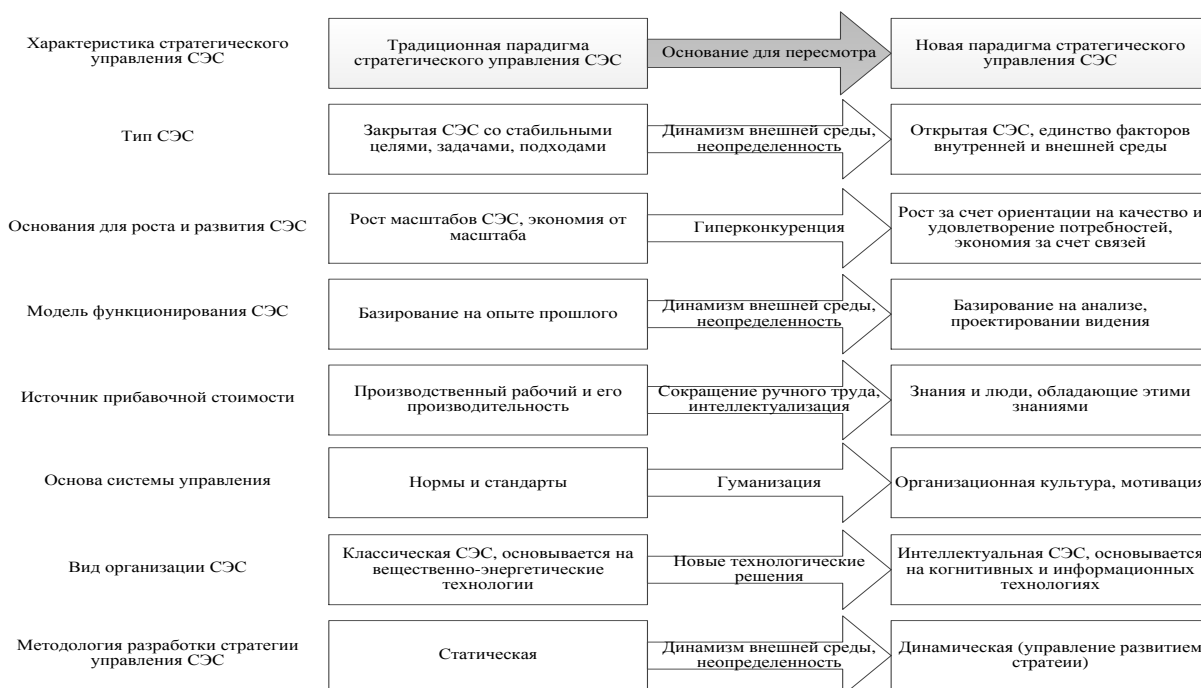 Характеристика стратегического
управления СЭС
Традиционная парадигма
стратегического управления СЭС
Основание для пересмотра
Новая парадигма стратегического
управления СЭС
Тип СЭС
Закрытая СЭС со стабильными
целями, задачами, подходами
Динамизм внешней среды,
неопределенность
Открытая СЭС, единство факторов
внутренней и внешней среды
Основания для роста и развития СЭС
Рост масштабов СЭС, экономия от
масштаба
Гиперконкуренция
Рост за счет ориентации на качество и
удовлетворение потребностей,
экономия за счет связей
Модель функционирования СЭС
Базирование на опыте прошлого
Динамизм внешней среды,
неопределенность
Базирование на анализе,
проектировании видения
Источник прибавочной стоимости
Производственный рабочий и его
производительность
Сокращение ручного труда,
интеллектуализация
Знания и люди, обладающие этими
знаниями
Основа системы управления
Нормы и стандарты
Гуманизация
Организационная культура, мотивация
Вид организации СЭС
Классическая СЭС, основывается на
вещественно-энергетические
технологии
Новые технологические
решения
Интеллектуальная СЭС, основывается
на когнитивных и информационных
технологиях
Методология разработки стратегии
управления СЭС
Статическая
Динамизм внешней среды,
неопределенность
Динамическая (управление развитием
стратеии)